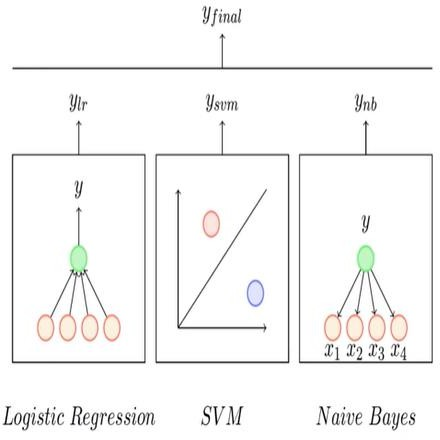 y_final
y_lr y_svm y_nb
y
y
x_1 x_2 x_3 x_4
Logistic Regression SVM Naive Bayes